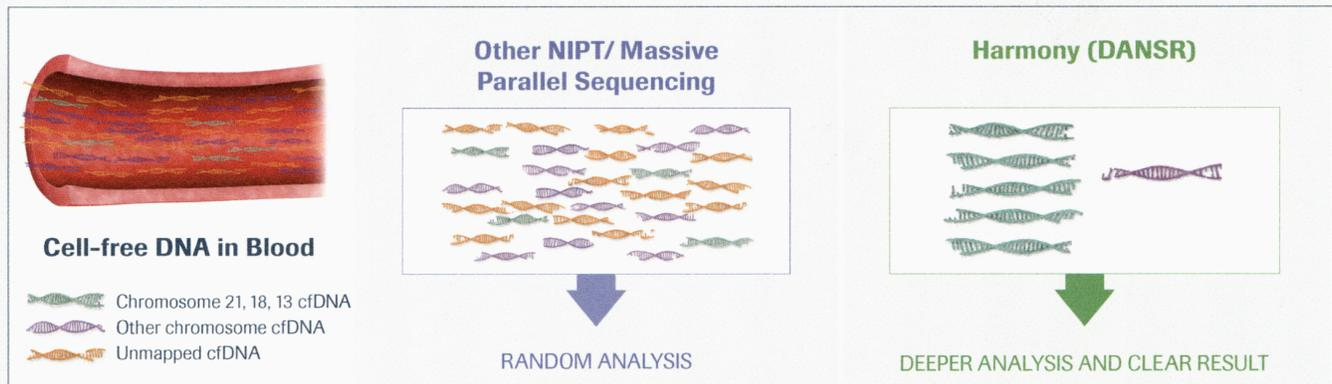 Cell-free DNA in Blood
Chromosome 21, 18, 13 cfDNA
Other chromosome cfDNA
Unmapped cfDNA
Other NIPT/ Massive
Parallel Sequencing
RANDOM ANALYSIS
Harmony (DANSR)
DEEPER ANALYSIS AND CLEAR RESULT